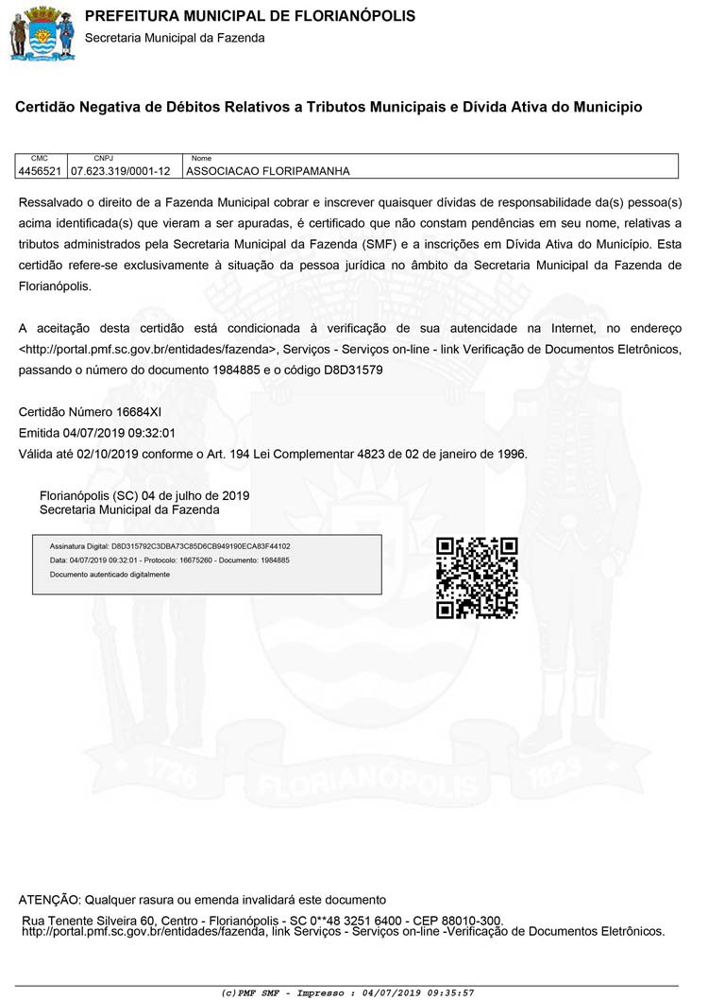 PREFEITURA MUNICIPAL DE FLORIANÓPOLIS
Secretaria Municipal da Fazenda
Certidão Negativa de Débitos Relativos a Tributos Municipais e Dívida Ativa do Municipio
CMC CNPJ Nome
4456521 07.623.319/0001-12 ASSOCIACAO FLORIPAMANHA
Ressalvado o direito de a Fazenda Municipal cobrar e inscrever quaisquer dívidas de responsabilidade da(s) pessoa(s)
acima identificada(s) que vieram a ser apuradas, é certificado que não constam pendências em seu nome, relativas a
tributos administrados pela Secretaria Municipal da Fazenda (SMF) e a inscrições em Dívida Ativa do Município. Esta
certidão refere-se exclusivamente à situação da pessoa jurídica no âmbito da Secretaria Municipal da Fazenda de
Florianópolis.
A aceitação desta certidão está condicionada à verificação de sua autencidade na Internet, no endereço
<http://portal.pmf.sc.gov.br/entidades/fazenda>, Serviços - Serviços on-line - link Verificação de Documentos Eletrônicos,
passando o número do documento 1984885 e o código D8D31579
Certidão Número 16684XI
Emitida 04/07/2019 09:32:01
Válida até 02/10/2019 conforme o Art. 194 Lei Complementar 4823 de 02 de janeiro de 1996.
Florianópolis (SC) 04 de julho de 2019
Secretaria Municipal da Fazenda
Assinatura Digital: D8D315792C3DBA73C85D6CB949190ECA83F44102
Data: 04/07/2019 09:32:01 - Protocolo: 16675260 - Documento: 1984885
Documento autenticado digitalmente
1726 FLORIANÓPOLIS 1823
ATENÇÃO: Qualquer rasura ou emenda invalidará este documento
Rua Tenente Silveira 60, Centro - Florianópolis - SC 0**48 3251 6400 - CEP 88010-300.
http://portal.pmf.sc.gov.br/entidades/fazenda, link Serviços - Serviços on-line -Verificação de Documentos Eletrônicos.
(c)PMF SMF - Impresso : 04/07/2019 09:35:57